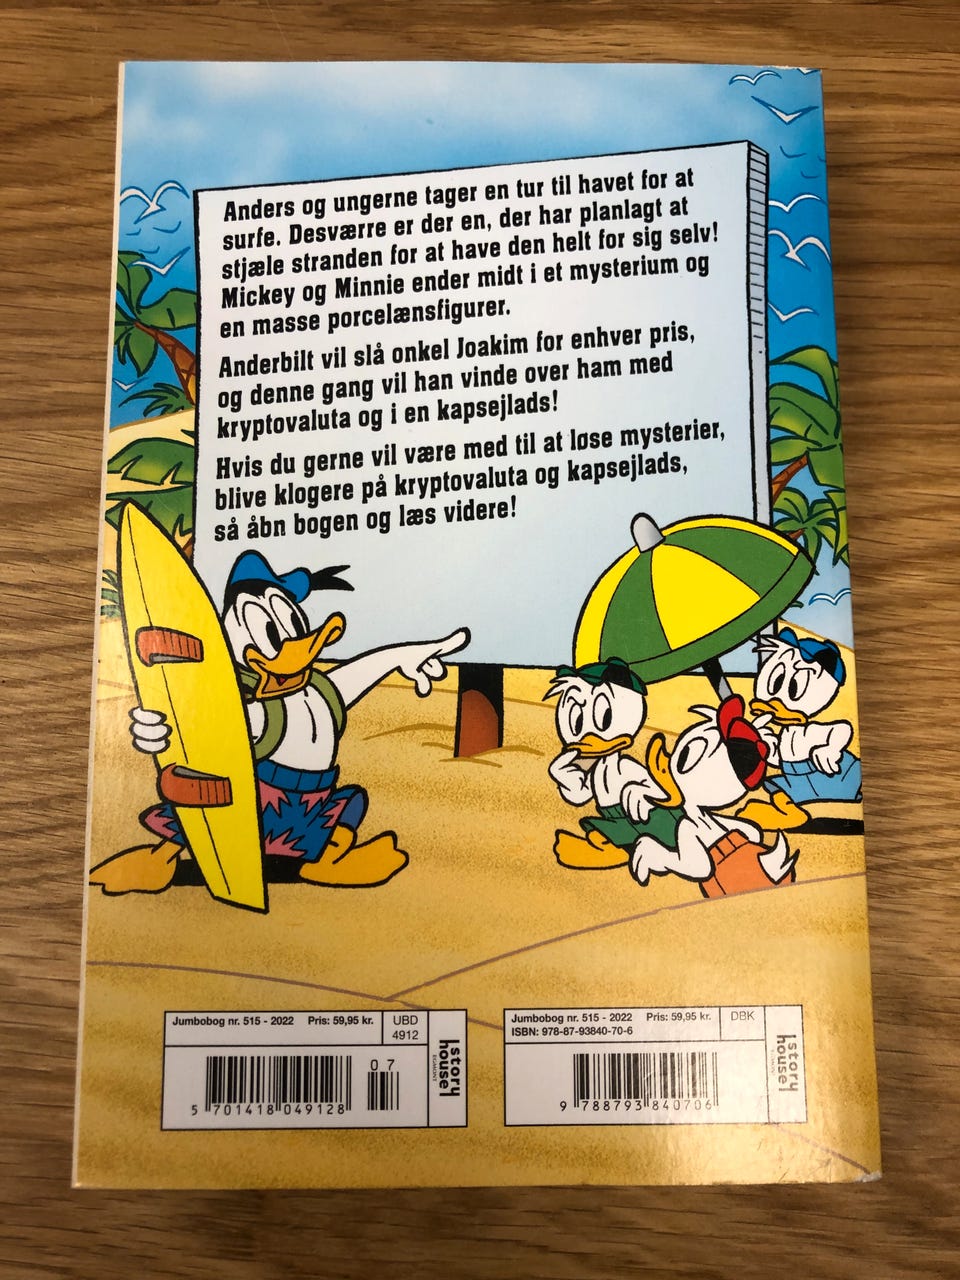 Anders og ungerne tager en tur til havet for at
surfe. Desværre er der en, der har planlagt at
stjæle stranden for at have den helt for sig selv!
Mickey og Minnie ender midt i et mysterium og
en masse porcelænsfigurer.
Anderbilt vil slå onkel Joakim for enhver pris,
og denne gang vil han vinde over ham med
kryptovaluta og i en kapsejlads!
Hvis du gerne vil være med til at løse mysterier,
blive klogere på kryptovaluta og kapsejlads,
så åbn bogen og læs videre!
Jumbobog nr. 515 - 2022 Pris: 59,95 kr.
UBD
4912
07
5 701418 049128
story
house
EGMONT
Jumbobog nr. 515 - 2022 Pris: 59,95 kr.
ISBN: 978-87-93840-70-6
DBK
9 788793 840706
story
house
EGMONT